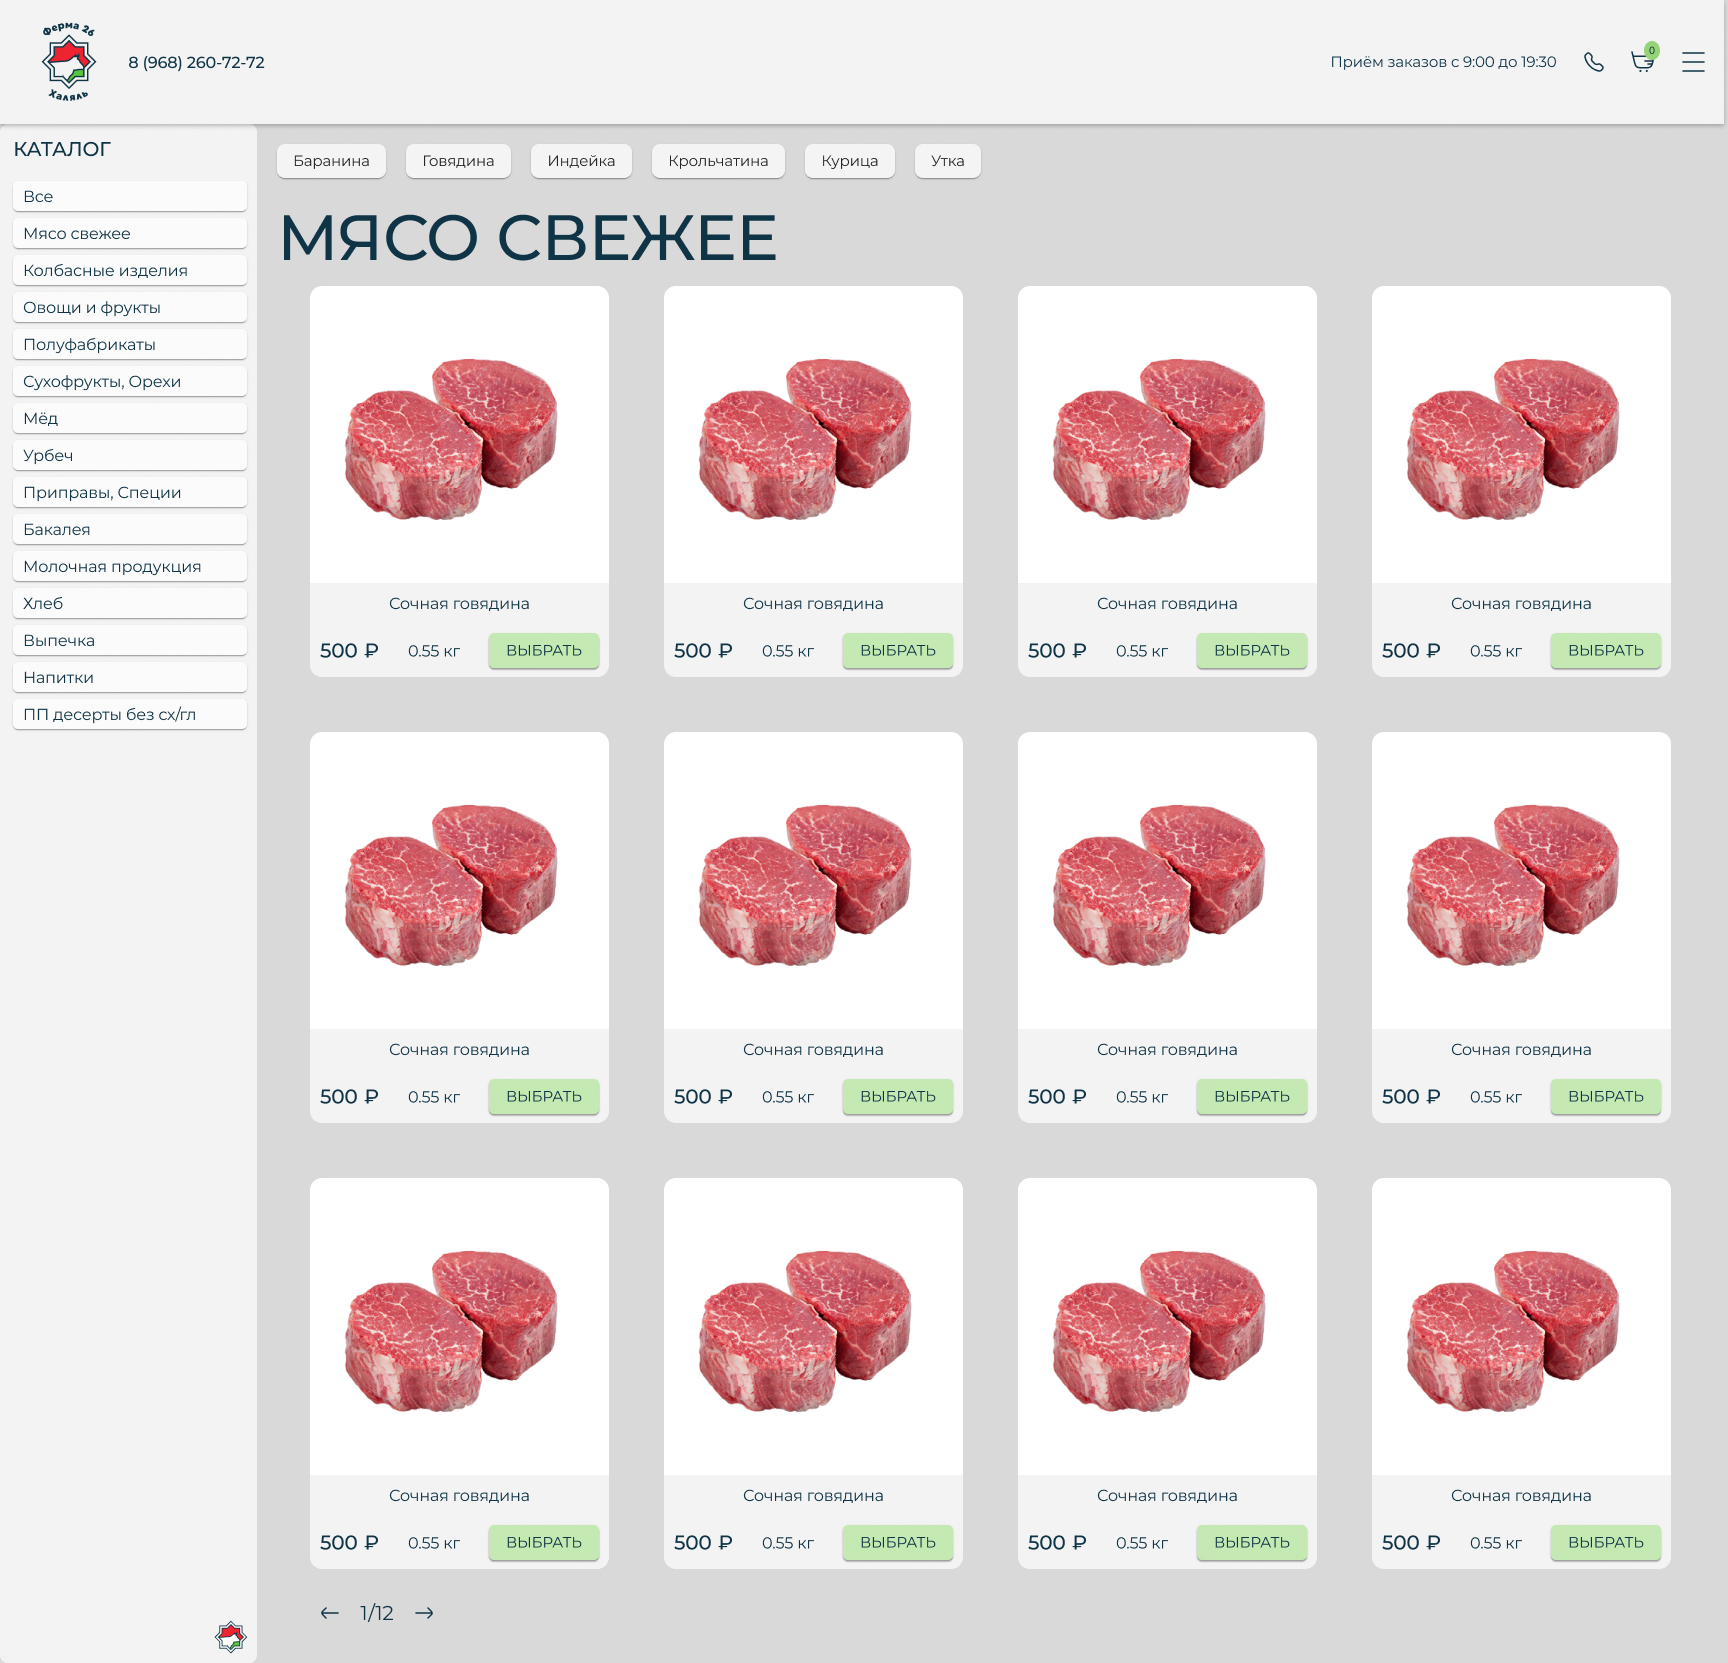 Ферма 26
Халяль
8 (968) 260-72-72
Приём заказов с 9:00 до 19:30
0
КАТАЛОГ
Все
Мясо свежее
Колбасные изделия
Овощи и фрукты
Полуфабрикаты
Сухофрукты, Орехи
Мёд
Урбеч
Приправы, Специи
Бакалея
Молочная продукция
Хлеб
Выпечка
Напитки
ПП десерты без сх/гл
Баранина Говядина Индейка Крольчатина Курица Утка
МЯСО СВЕЖЕЕ
Сочная говядина Сочная говядина Сочная говядина Сочная говядина
500 ₽ 0.55 кг ВЫБРАТЬ 500 ₽ 0.55 кг ВЫБРАТЬ 500 ₽ 0.55 кг ВЫБРАТЬ 500 ₽ 0.55 кг ВЫБРАТЬ
Сочная говядина Сочная говядина Сочная говядина Сочная говядина
500 ₽ 0.55 кг ВЫБРАТЬ 500 ₽ 0.55 кг ВЫБРАТЬ 500 ₽ 0.55 кг ВЫБРАТЬ 500 ₽ 0.55 кг ВЫБРАТЬ
Сочная говядина Сочная говядина Сочная говядина Сочная говядина
500 ₽ 0.55 кг ВЫБРАТЬ 500 ₽ 0.55 кг ВЫБРАТЬ 500 ₽ 0.55 кг ВЫБРАТЬ 500 ₽ 0.55 кг ВЫБРАТЬ
← 1/12 →